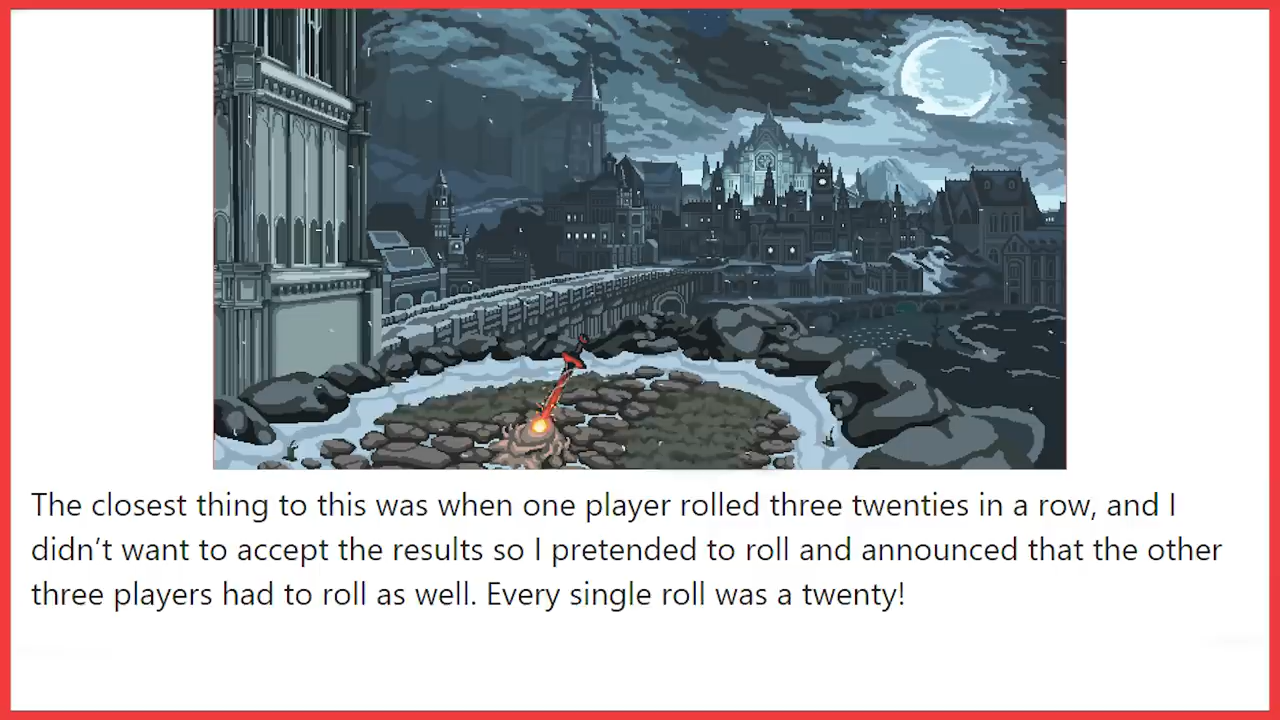 The closest thing to this was when one player rolled three twenties in a row, and I
didn’t want to accept the results so I pretended to roll and announced that the other
three players had to roll as well. Every single roll was a twenty!